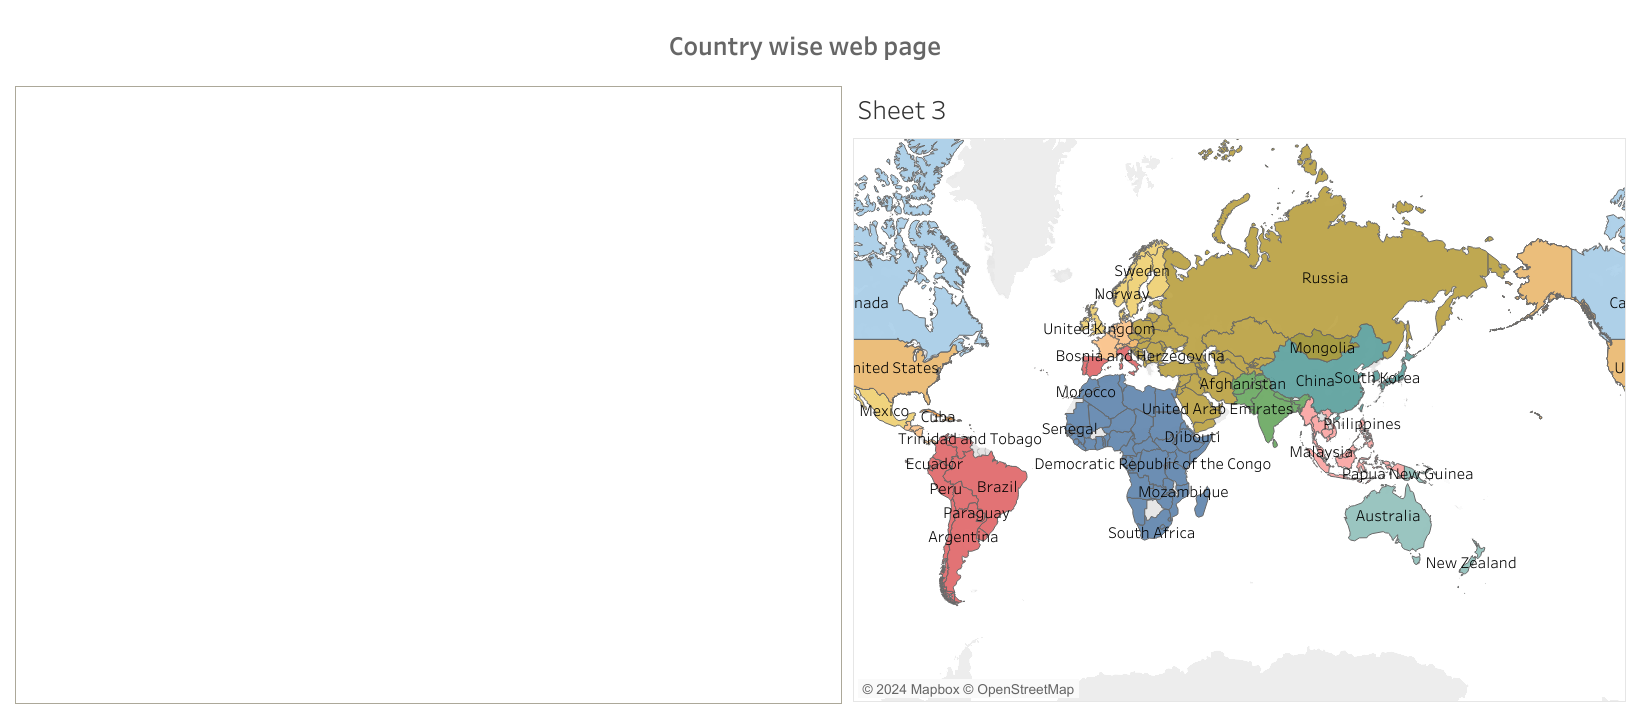 Country wise web page
Sheet 3
Russia
Sweden
Norway
nada
Ca
United Kingdom
Mongolia
Bosnia and Herzegovina
nited States
U
Afghanistan
China
South Korea
Morocco
Mexico
United Arab Emirates
Cuba
Philippines
Senegal
Djibouti
Trinidad and Tobago
Malaysia
Ecuador
Democratic Republic of the Congo
Papua New Guinea
Peru
Brazil
Mozambique
Paraguay
Australia
South Africa
Argentina
New Zealand
© 2024 Mapbox © OpenStreetMap